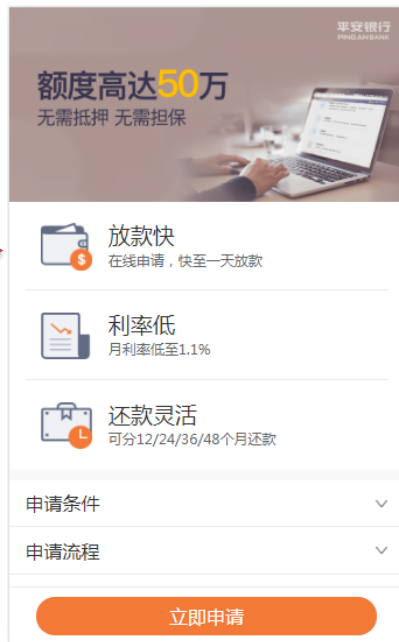 平安银行
PING AN BANK
额度高达50万
无需抵押 无需担保
放款快
在线申请，快至一天放款
利率低
月利率低至1.1%
还款灵活
可分12/24/36/48个月还款
申请条件
申请流程
立即申请